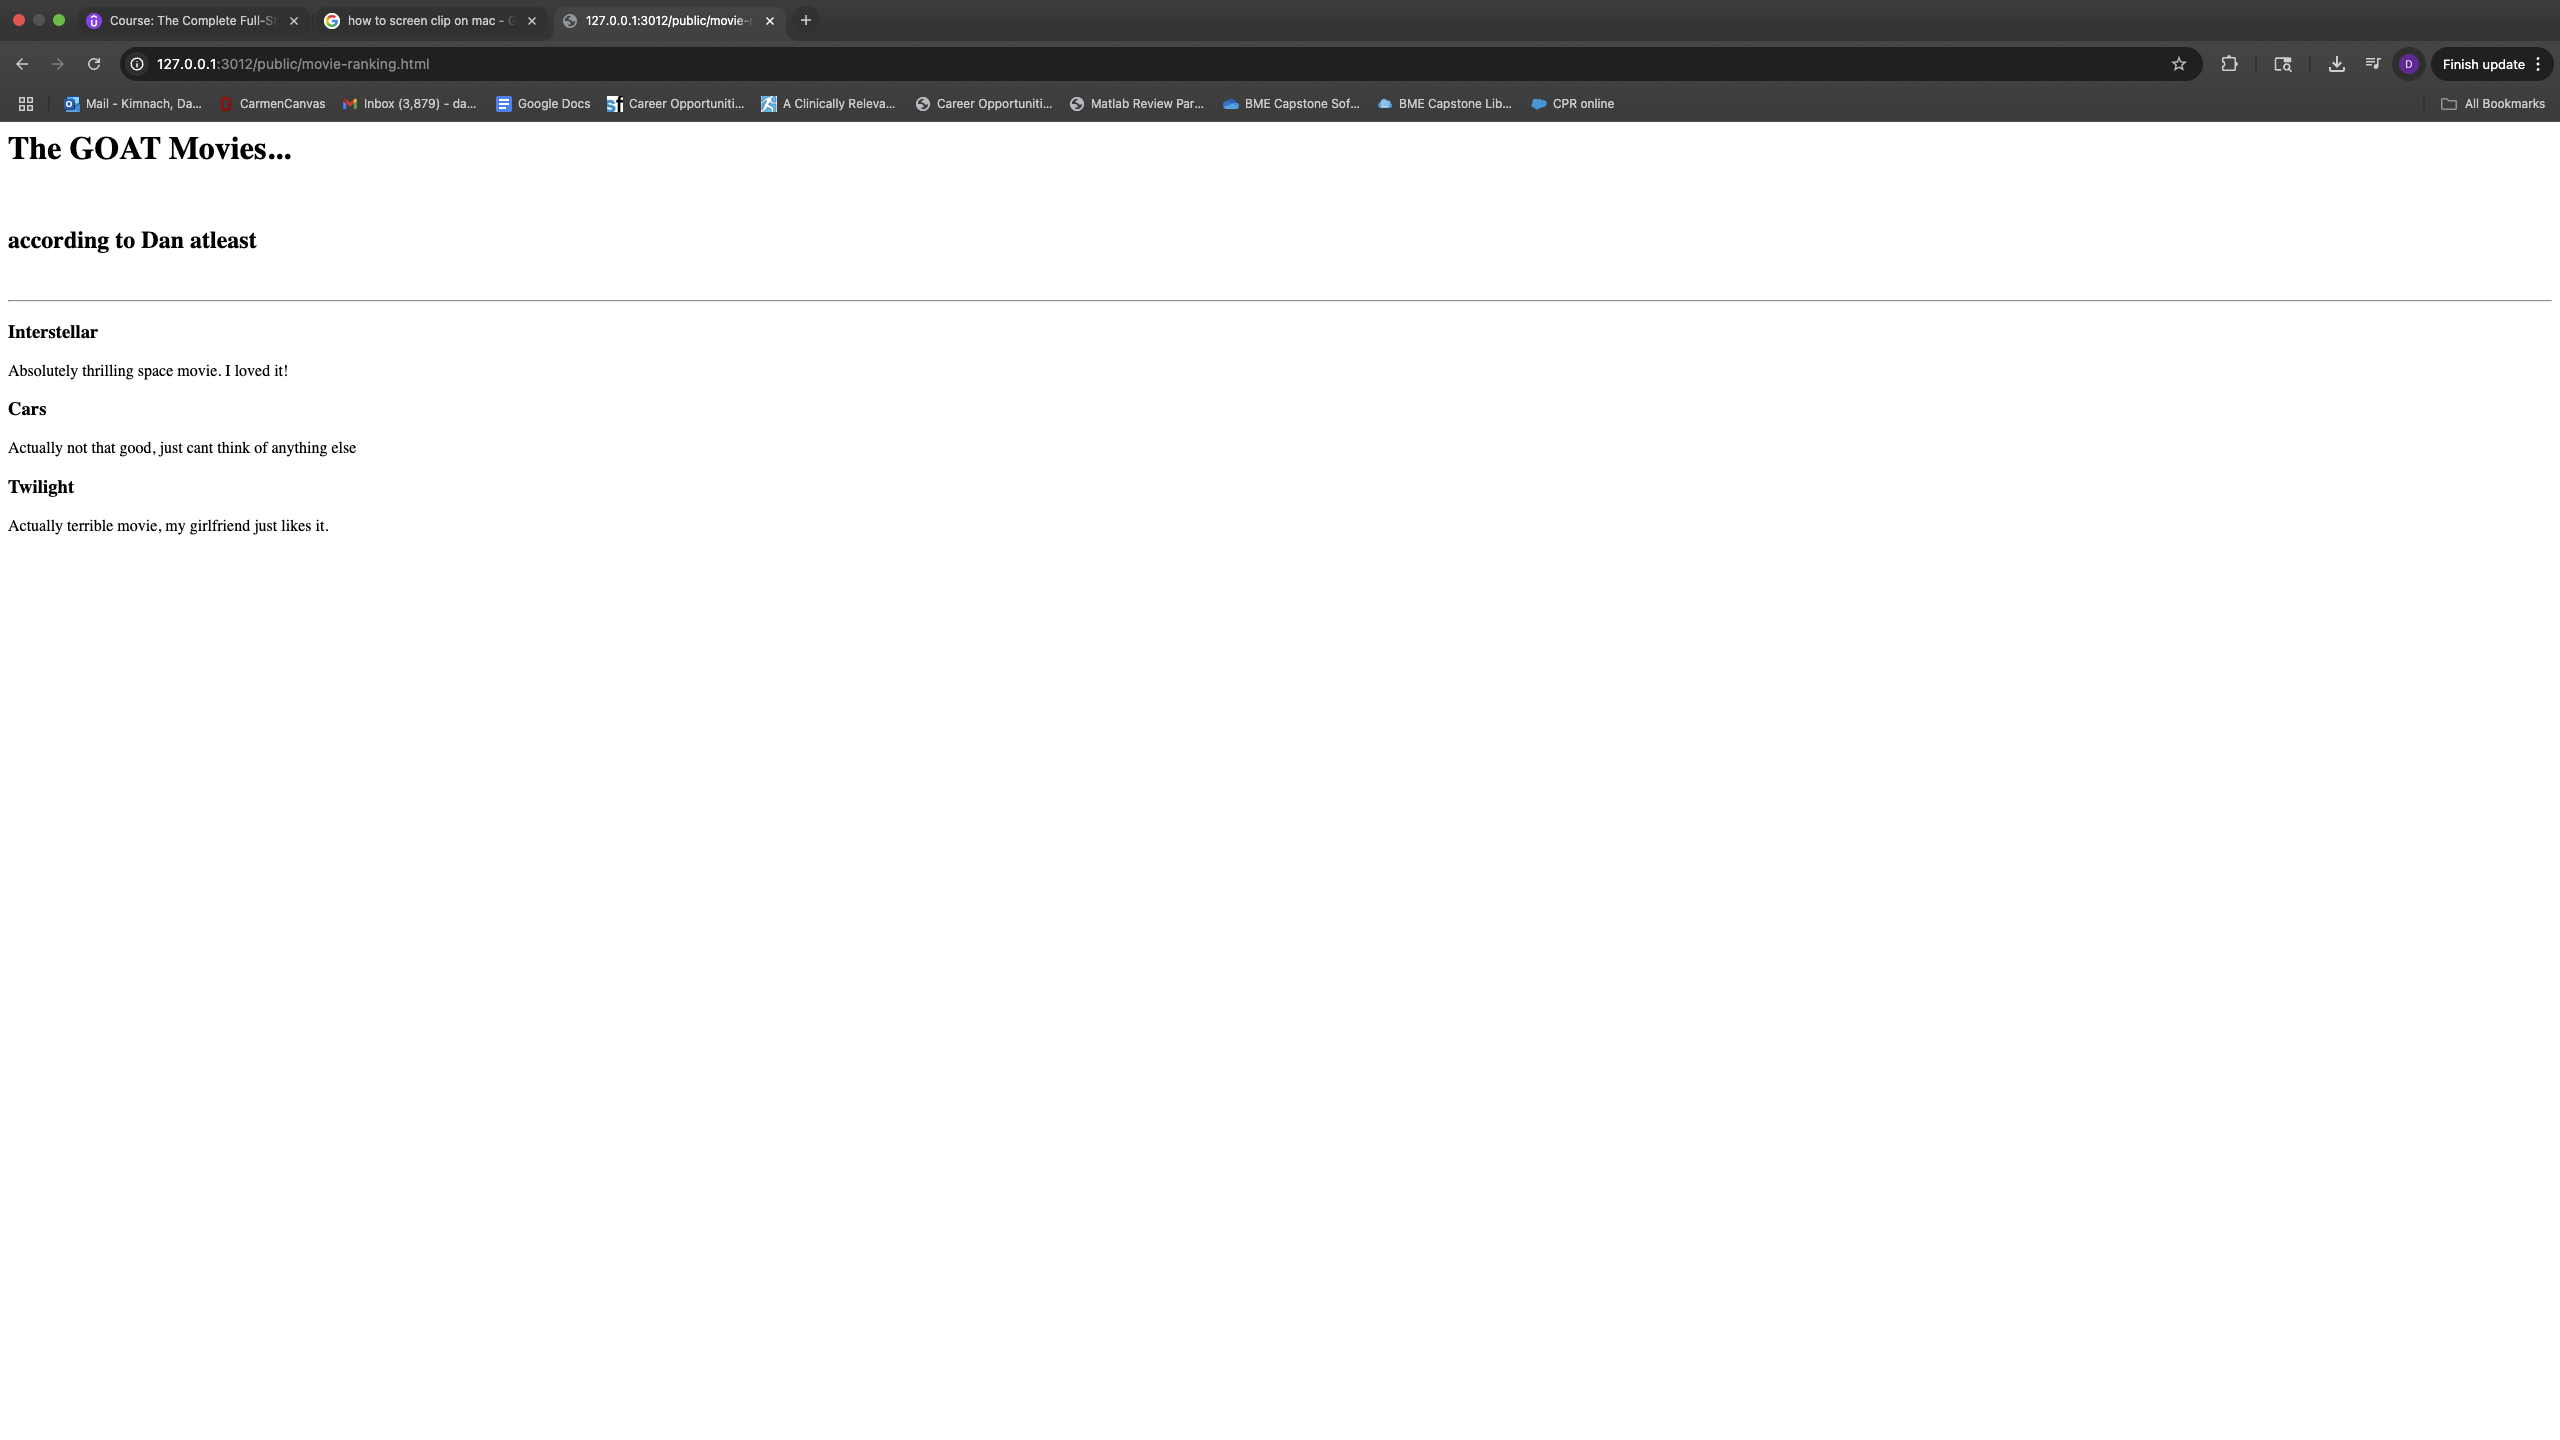 Course: The Complete Full-S
how to screen clip on mac - G
127.0.0.1:3012/public/movie-
127.0.0.1:3012/public/movie-ranking.html
D
Finish update
Mail - Kimnach, Da...
CarmenCanvas
Inbox (3,879) - da...
Google Docs
Career Opportuniti...
A Clinically Releva...
Career Opportuniti...
Matlab Review Par...
BME Capstone Sof...
BME Capstone Lib...
CPR online
All Bookmarks
The GOAT Movies...
according to Dan atleast
Interstellar
Absolutely thrilling space movie. I loved it!
Cars
Actually not that good, just cant think of anything else
Twilight
Actually terrible movie, my girlfriend just likes it.